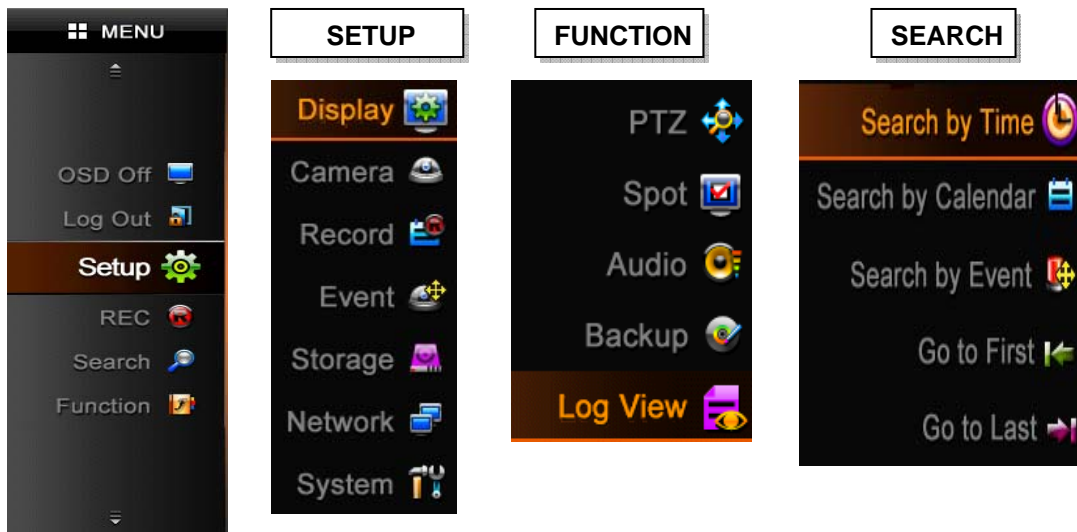 MENU
OSD Off
Log Out
Setup
REC
Search
Function
SETUP
Display
Camera
Record
Event
Storage
Network
System
FUNCTION
PTZ
Spot
Audio
Backup
Log View
SEARCH
Search by Time
Search by Calendar
Search by Event
Go to First
Go to Last